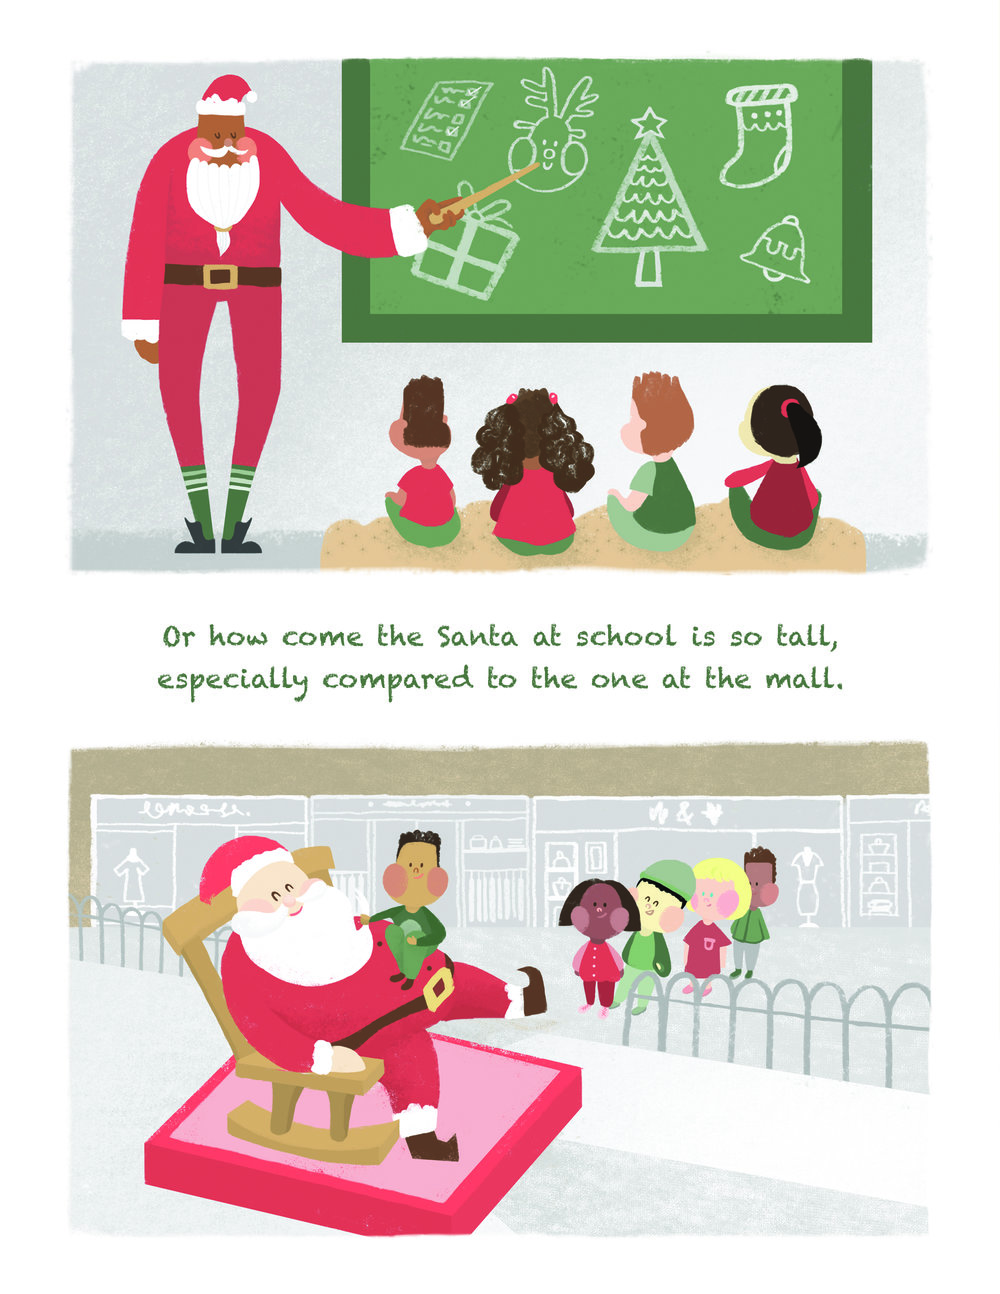 Or how come the Santa at school is so tall,
especially compared to the one at the mall.